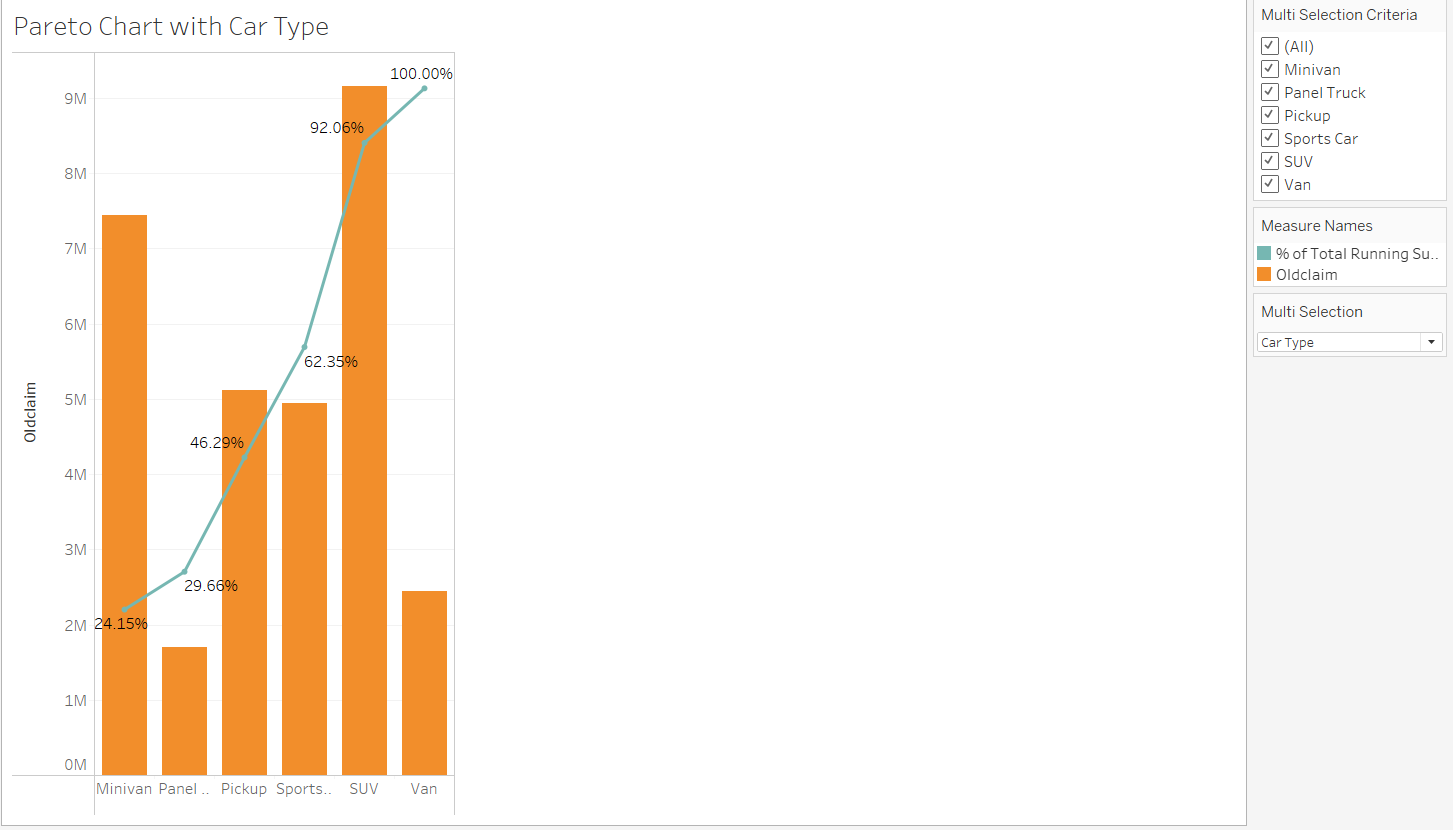 Pareto Chart with Car Type
100.00%
9M
92.06%
8M
7M
6M
62.35%
5M
Oldclaim
46.29%
4M
3M
29.66%
24.15%
2M
1M
0M
Minivan Panel .. Pickup Sports.. SUV Van
Multi Selection Criteria
(All)
Minivan
Panel Truck
Pickup
Sports Car
SUV
Van
Measure Names
% of Total Running Su..
Oldclaim
Multi Selection
Car Type